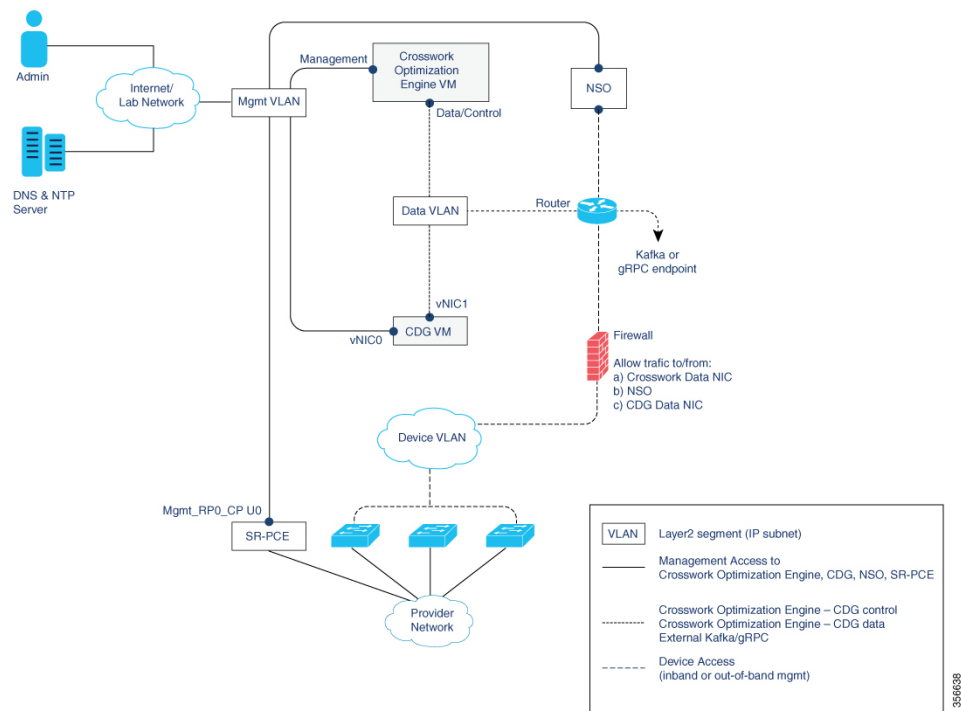 Admin
Internet/
Lab Network
DNS & NTP
Server
Mgmt VLAN
Management
Crosswork
Optimization
Engine VM
Data/Control
NSO
Data VLAN
Router
Kafka or
gRPC endpoint
vNIC1
vNIC0
CDG VM
Firewall
Allow trafic to/from:
a) Crosswork Data NIC
b) NSO
c) CDG Data NIC
Device VLAN
Mgmt_RP0_CP U0
SR-PCE
Provider
Network
VLAN
Layer2 segment (IP subnet)
Management Access to
Crosswork Optimization Engine, CDG, NSO, SR-PCE
Crosswork Optimization Engine – CDG control
Crosswork Optimization Engine – CDG data
External Kafka/gRPC
Device Access
(inband or out-of-band mgmt)
356638